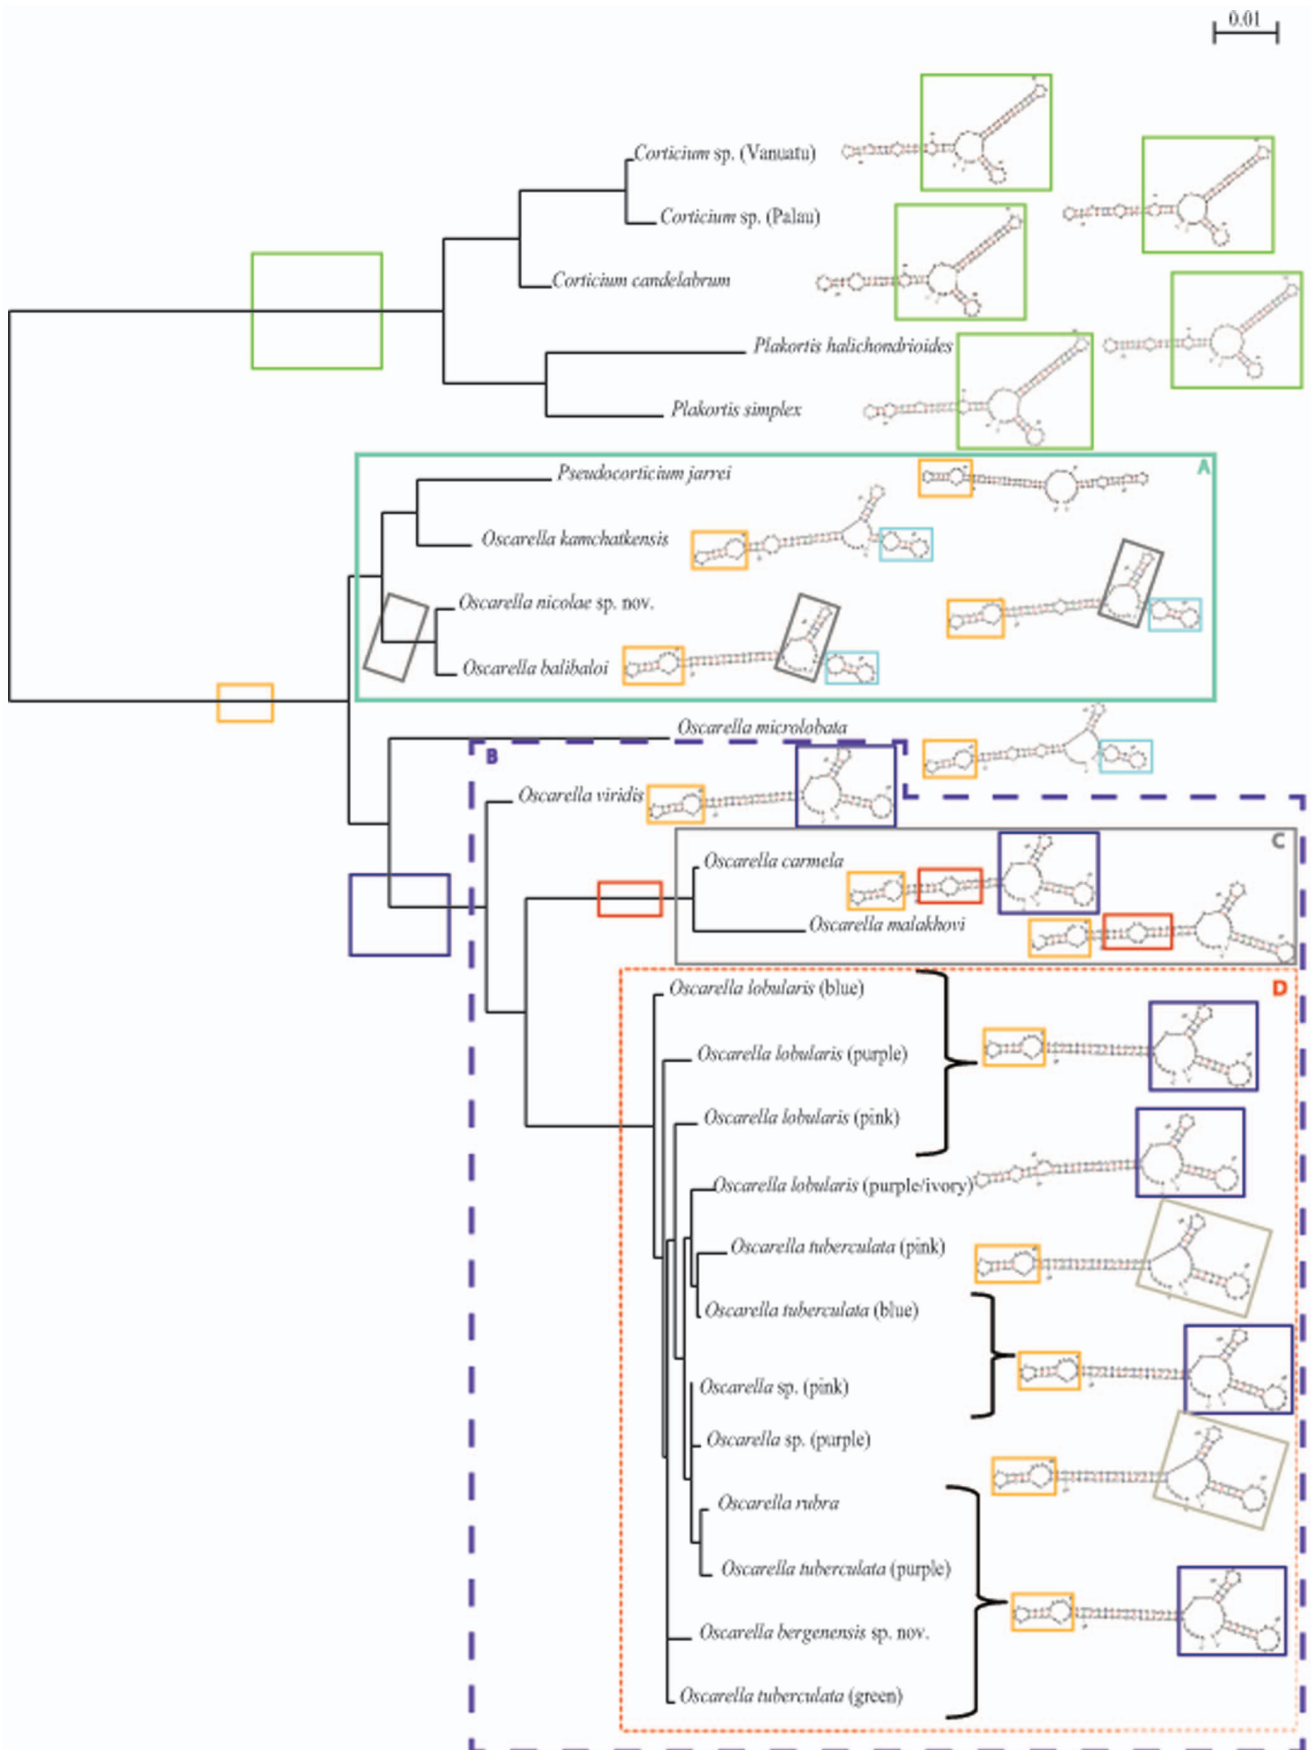 0.01
Corticium sp. (Vanuatu)
Corticium sp. (Palau)
Corticium candelabrum
Plakortis halichondrioides
Plakortis simplex
A
Pseudocorticium jarrei
Oscarella kamchatkensis
Oscarella nicolae sp. nov.
Oscarella balibaloi
Oscarella microlobata
B
Oscarella viridis
C
Oscarella carmela
Oscarella malakhovi
D
Oscarella lobularis (blue)
Oscarella lobularis (purple)
Oscarella lobularis (pink)
Oscarella lobularis (purple/ivory)
Oscarella tuberculata (pink)
Oscarella tuberculata (blue)
Oscarella sp. (pink)
Oscarella sp. (purple)
Oscarella rubra
Oscarella tuberculata (purple)
Oscarella bergenensis sp. nov.
Oscarella tuberculata (green)